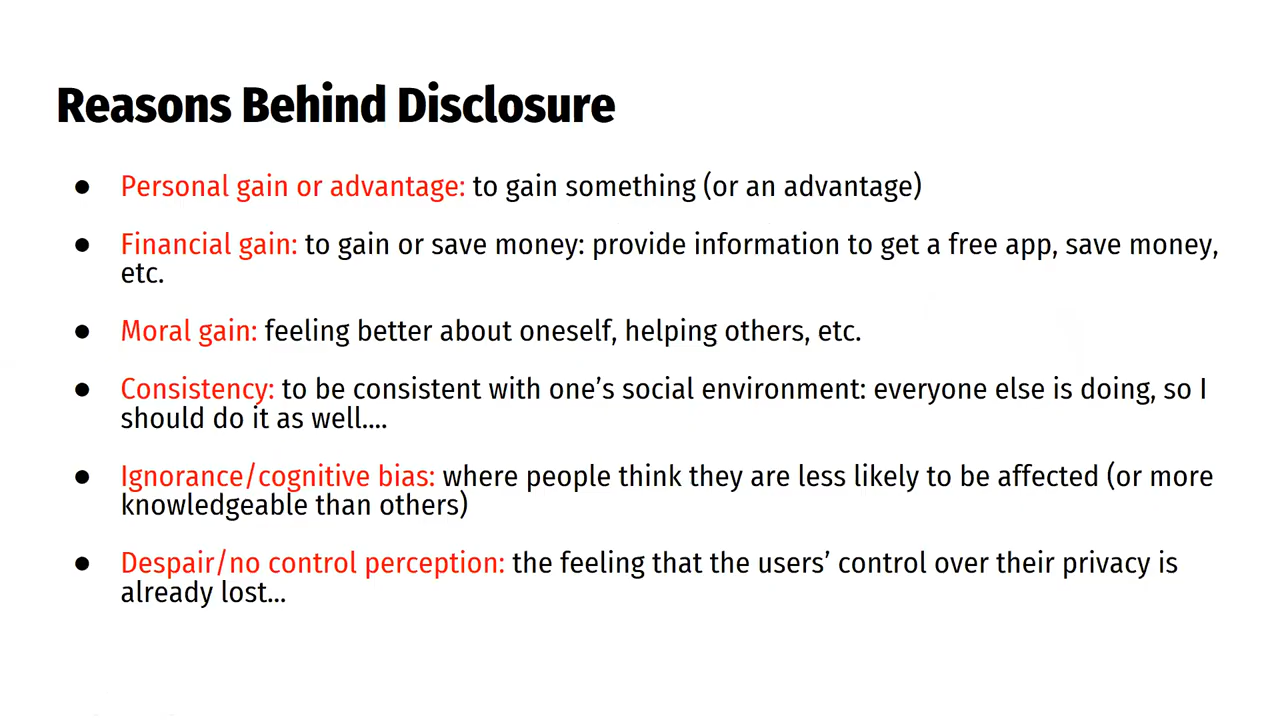 Reasons Behind Disclosure
● Personal gain or advantage: to gain something (or an advantage)
● Financial gain: to gain or save money: provide information to get a free app, save money,
etc.
● Moral gain: feeling better about oneself, helping others, etc.
● Consistency: to be consistent with one’s social environment: everyone else is doing, so I
should do it as well....
● Ignorance/cognitive bias: where people think they are less likely to be affected (or more
knowledgeable than others)
● Despair/no control perception: the feeling that the users’ control over their privacy is
already lost...